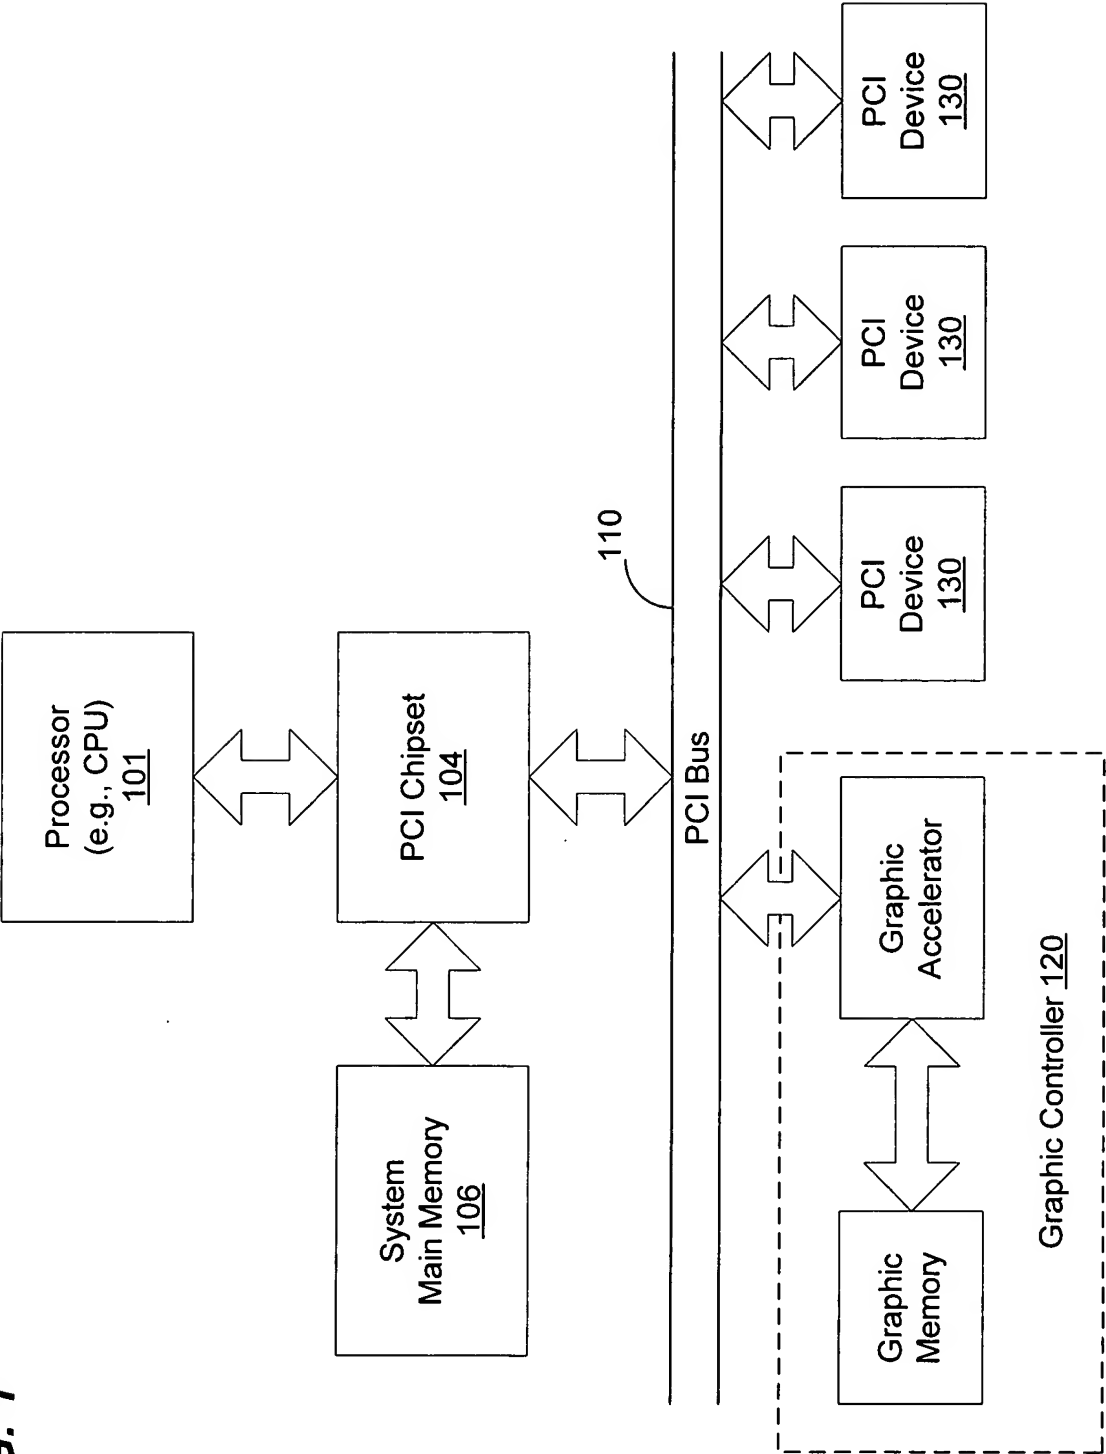 Processor
(e.g., CPU)
101
System
Main Memory
106
PCI Chipset
104
110
PCI Bus
Graphic
Memory
Graphic
Accelerator
PCI
Device
130
PCI
Device
130
PCI
Device
130
Graphic Controller 120